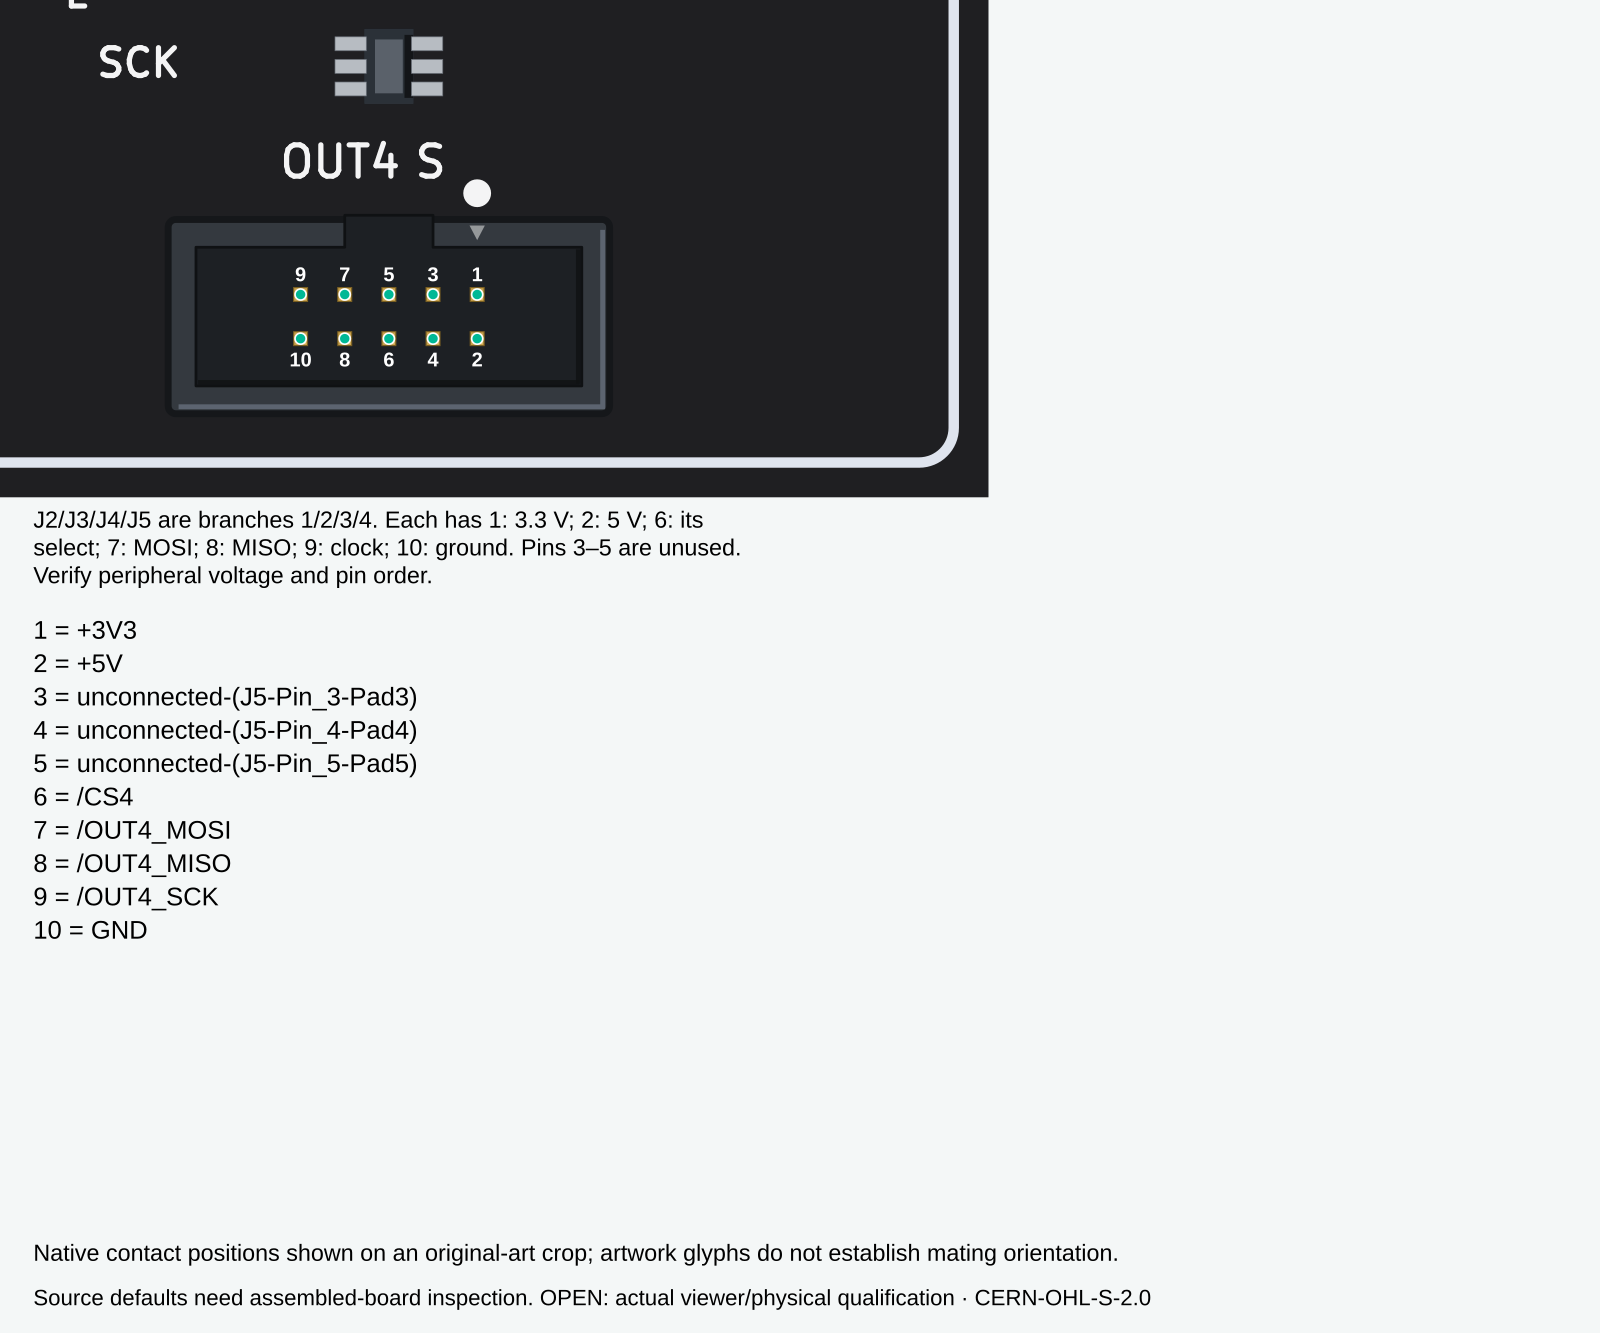 SCK
OUT4 S
9 7 5 3 1
10 8 6 4 2
J2/J3/J4/J5 are branches 1/2/3/4. Each has 1: 3.3 V; 2: 5 V; 6: its
select; 7: MOSI; 8: MISO; 9: clock; 10: ground. Pins 3–5 are unused.
Verify peripheral voltage and pin order.
1 = +3V3
2 = +5V
3 = unconnected-(J5-Pin_3-Pad3)
4 = unconnected-(J5-Pin_4-Pad4)
5 = unconnected-(J5-Pin_5-Pad5)
6 = /CS4
7 = /OUT4_MOSI
8 = /OUT4_MISO
9 = /OUT4_SCK
10 = GND
Native contact positions shown on an original-art crop; artwork glyphs do not establish mating orientation.
Source defaults need assembled-board inspection. OPEN: actual viewer/physical qualification · CERN-OHL-S-2.0